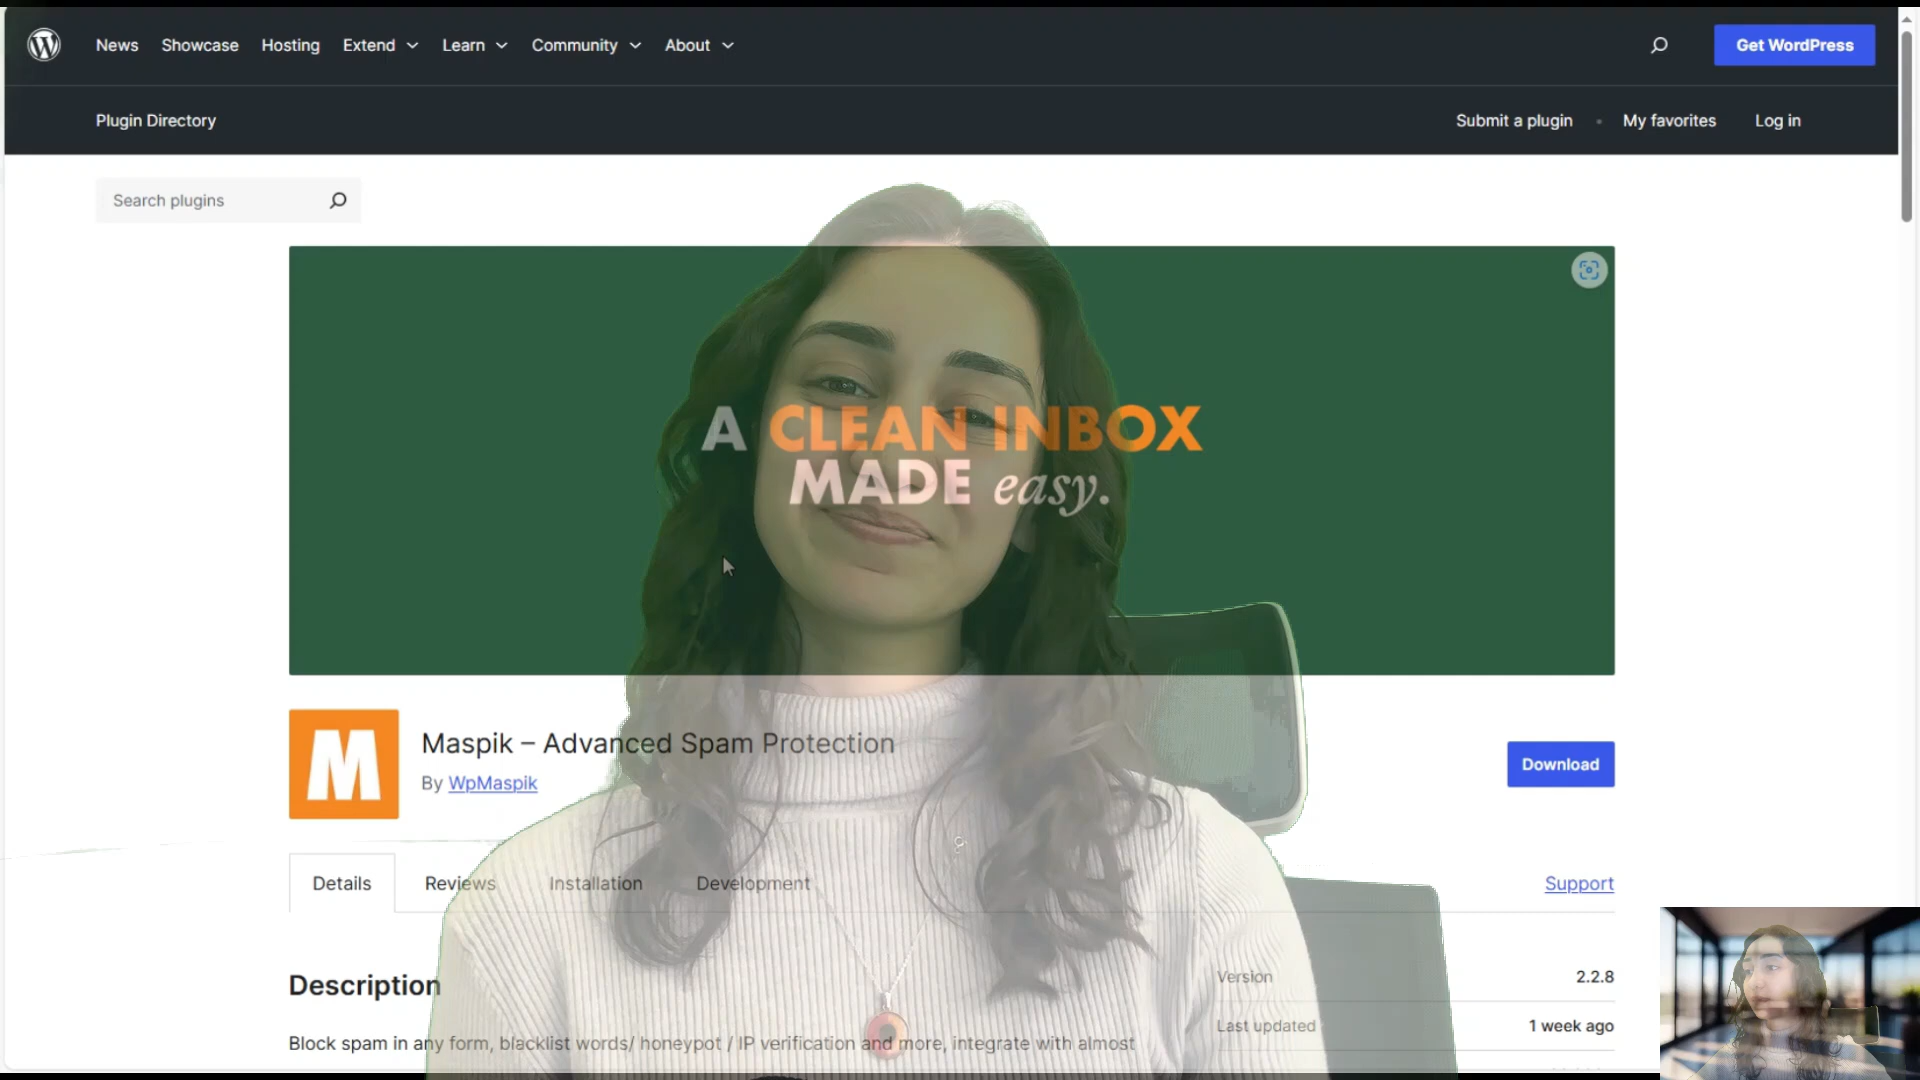 News Showcase Hosting Extend Learn Community About Get WordPress
Plugin Directory Submit a plugin • My favorites Log in
Search plugins
A CLEAN INBOX
MADE easy.
M
Maspik – Advanced Spam Protection
By WpMaspik
Download
Details Reviews Installation Development Support
Description
Version 2.2.8
Last updated 1 week ago
Block spam in any form, blacklist words/ honeypot / IP verification and more, integrate with almost